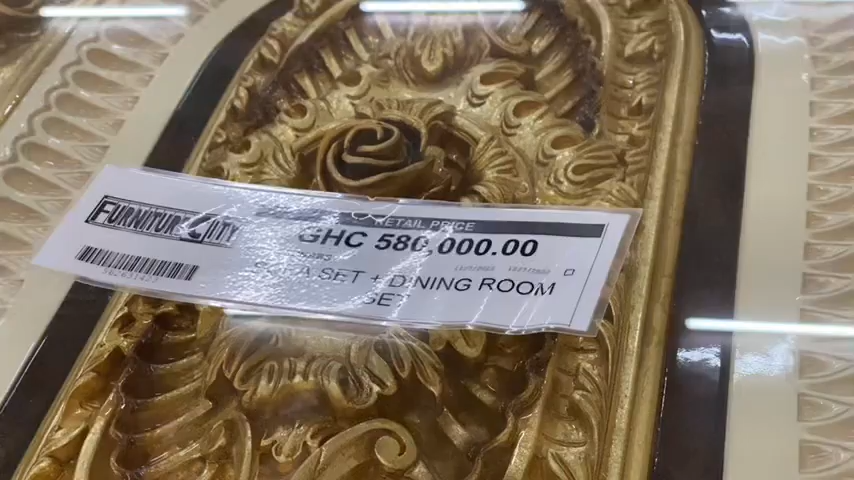 FURNITURE CITY
RETAIL PRICE
GHC 580,000.00
SOFA SET + DINING ROOM
SET